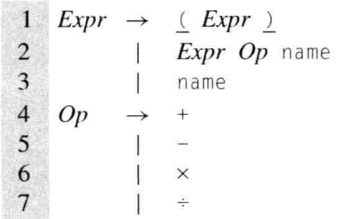 1 Expr → ( Expr )
2 | Expr Op name
3 | name
4 Op → +
5 | −
6 | ×
7 | ÷